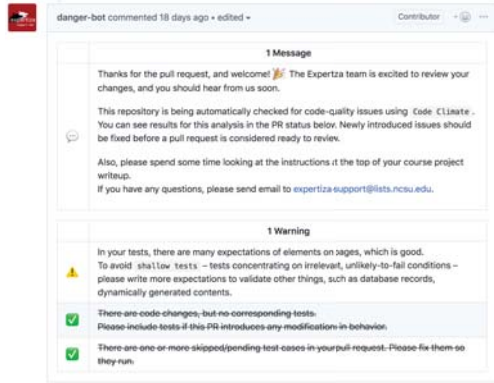 danger-bot commented 18 days ago • edited
Contributor
1 Message
Thanks for the pull request, and welcome! 🎉 The Expertza team is excited to review your
changes, and you should hear from us soon.
This repository is being automatically checked for code-quality issues using Code Climate.
You can see results for this analysis in the PR status below. Newly introduced issues should
be fixed before a pull request is considered ready to review.
Also, please spend some time looking at the instructions at the top of your course project
writeup.
If you have any questions, please send email to expertiza-support@lists.ncsu.edu.
1 Warning
In your tests, there are many expectations of elements on pages, which is good.
To avoid shallow tests – tests concentrating on irrelevant, unlikely-to-fail conditions –
please write more expectations to validate other things, such as database records,
dynamically generated contents.
There are code changes, but no corresponding tests.
Please include tests if this PR introduces any modifications in behavior.
There are one or more skipped/pending test cases in your pull request. Please fix them so
they run.